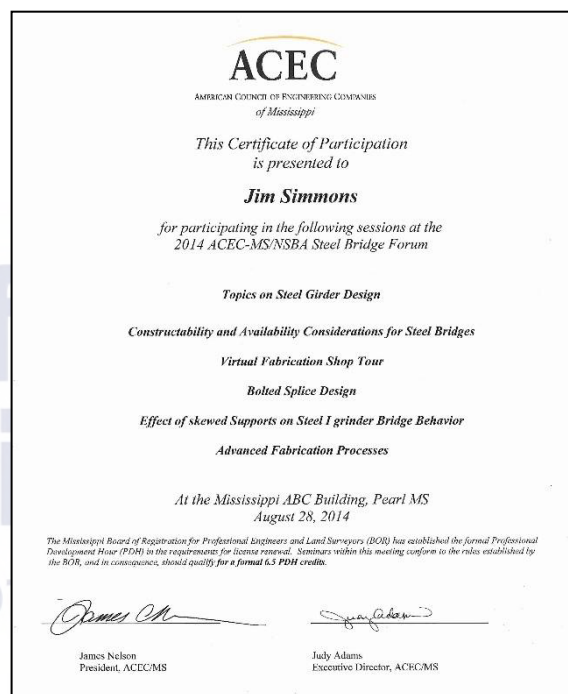 ACEC
AMERICAN COUNCIL OF ENGINEERING COMPANIES
of Mississippi
This Certificate of Participation
is presented to
Jim Simmons
for participating in the following sessions at the
2014 ACEC-MS/NSBA Steel Bridge Forum
Topics on Steel Girder Design
Constructability and Availability Considerations for Steel Bridges
Virtual Fabrication Shop Tour
Bolted Splice Design
Effect of skewed Supports on Steel I grinder Bridge Behavior
Advanced Fabrication Processes
At the Mississippi ABC Building, Pearl MS
August 28, 2014
The Mississippi Board of Registration for Professional Engineers and Land Surveyors (BOR) has established the formal Professional
Development Hour (PDH) in the requirements for license renewal. Seminars within this meeting conform to the rules established by
the BOR, and in consequence, should qualify for a formal 6.5 PDH credits.
James Nelson
President, ACEC/MS
Judy Adams
Executive Director, ACEC/MS